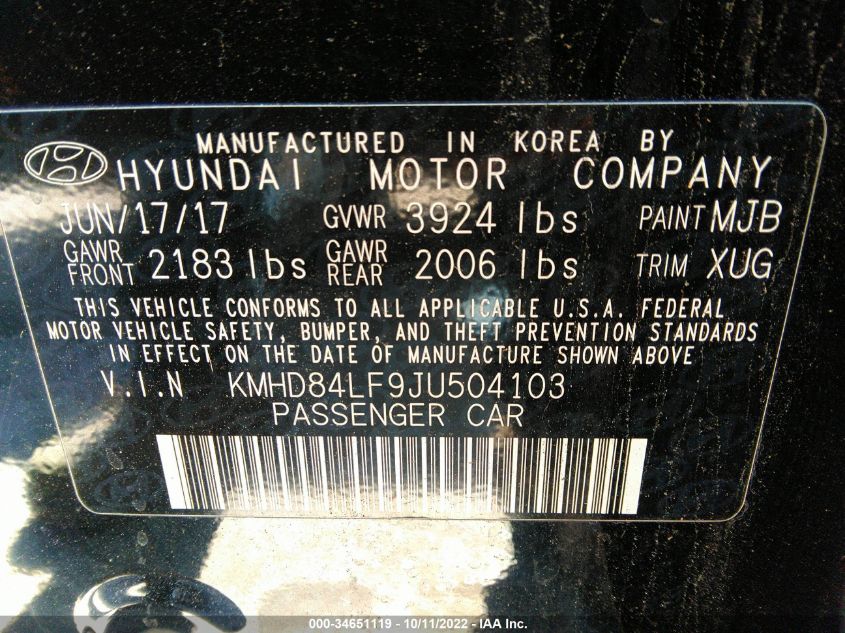 MANUFACTURED IN KOREA BY
HYUNDAI MOTOR COMPANY
JUN/17/17 GVWR 3924 lbs PAINT MJB
GAWR FRONT 2183 lbs GAWR REAR 2006 lbs TRIM XUG
THIS VEHICLE CONFORMS TO ALL APPLICABLE U.S.A. FEDERAL
MOTOR VEHICLE SAFETY, BUMPER, AND THEFT PREVENTION STANDARDS
IN EFFECT ON THE DATE OF MANUFACTURE SHOWN ABOVE
V.I.N KMHD84LF9JU504103
PASSENGER CAR
000-34651119 - 10/11/2022 - IAA Inc.